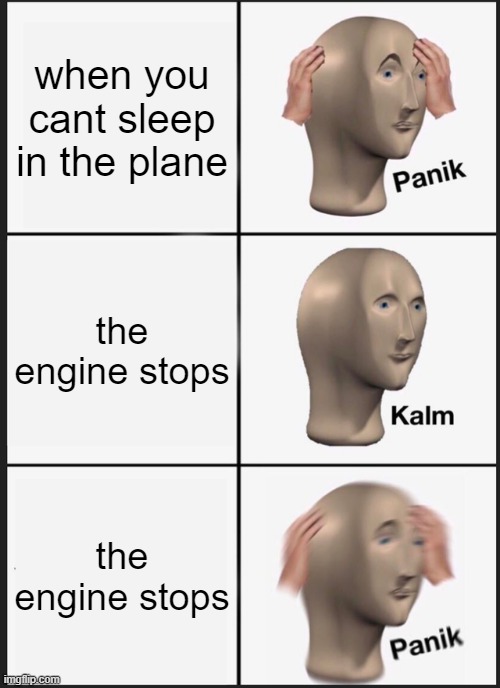 when you
cant sleep
in the plane
Panik
the
engine stops
Kalm
the
engine stops
Panik
imgflip.com